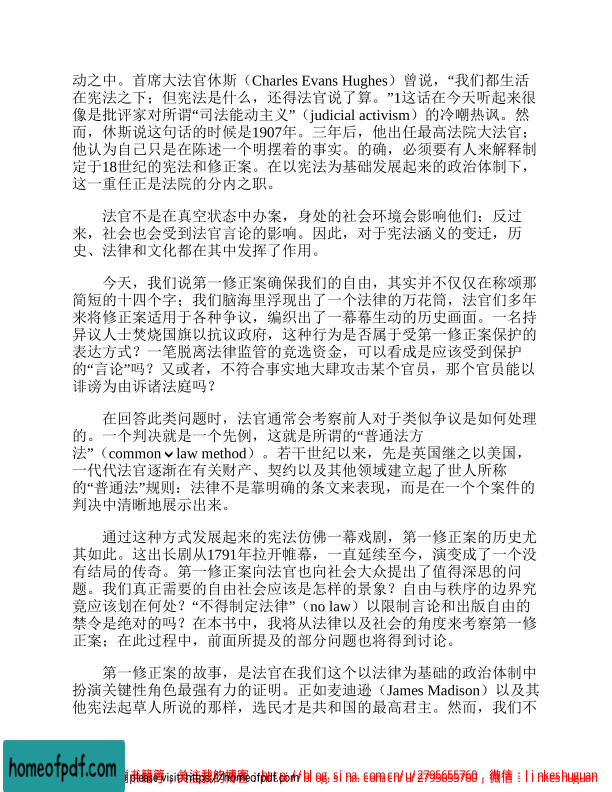 动之中。首席大法官休斯（Charles Evans Hughes）曾说，“我们都生活
在宪法之下；但宪法是什么，还得法官说了算。”1这话在今天听起来很
像是批评家对所谓“司法能动主义”（judicial activism）的冷嘲热讽。然
而，休斯说这句话的时候是1907年。三年后，他出任最高法院大法官；
他认为自己只是在陈述一个明摆着的事实。的确，必须要有人来解释制
定于18世纪的宪法和修正案。在以宪法为基础发展起来的政治体制下，
这一重任正是法院的分内之职。
法官不是在真空状态中办案，身处的社会环境会影响他们；反过
来，社会也会受到法官言论的影响。因此，对于宪法涵义的变迁，历
史、法律和文化都在其中发挥了作用。
今天，我们说第一修正案确保我们的自由，其实并不仅仅在称颂那
简短的十四个字；我们脑海里浮现出了一个法律的万花筒，法官们多年
来将修正案适用于各种争议，编织出了一幕幕生动的历史画面。一名持
异议人士焚烧国旗以抗议政府，这种行为是否属于受第一修正案保护的
表达方式？一笔脱离法律监管的竞选资金，可以看成是应该受到保护
的“言论”吗？又或者，不符合事实地大肆攻击某个官员，那个官员能以
诽谤为由诉诸法庭吗？
在回答此类问题时，法官通常会考察前人对于类似争议是如何处理
的。一个判决就是一个先例，这就是所谓的“普通法方
法”（common law method）。若干世纪以来，先是英国继之以美国，
一代代法官逐渐在有关财产、契约以及其他领域建立起了世人所称
的“普通法”规则：法律不是靠明确的条文来表现，而是在一个个案件的
判决中清晰地展示出来。
通过这种方式发展起来的宪法仿佛一幕戏剧，第一修正案的历史尤
其如此。这出长剧从1791年拉开帷幕，一直延续至今，演变成了一个没
有结局的传奇。第一修正案向法官也向社会大众提出了值得深思的问
题。我们真正需要的自由社会应该是怎样的景象？自由与秩序的边界究
竟应该划在何处？“不得制定法律”（no law）以限制言论和出版自由的
禁令是绝对的吗？在本书中，我将从法律以及社会的角度来考察第一修
正案；在此过程中，前面所提及的部分问题也将得到讨论。
第一修正案的故事，是法官在我们这个以法律为基础的政治体制中
扮演关键性角色最强有力的证明。正如麦迪逊（James Madison）以及其
他宪法起草人所说的那样，选民才是共和国的最高君主。然而，我们不
homeofpdf.com
please visit: https://homeofpdf.com
关注我的博客：http://blog.sina.com.cn/u/2795655760，微信：linkeshuguan